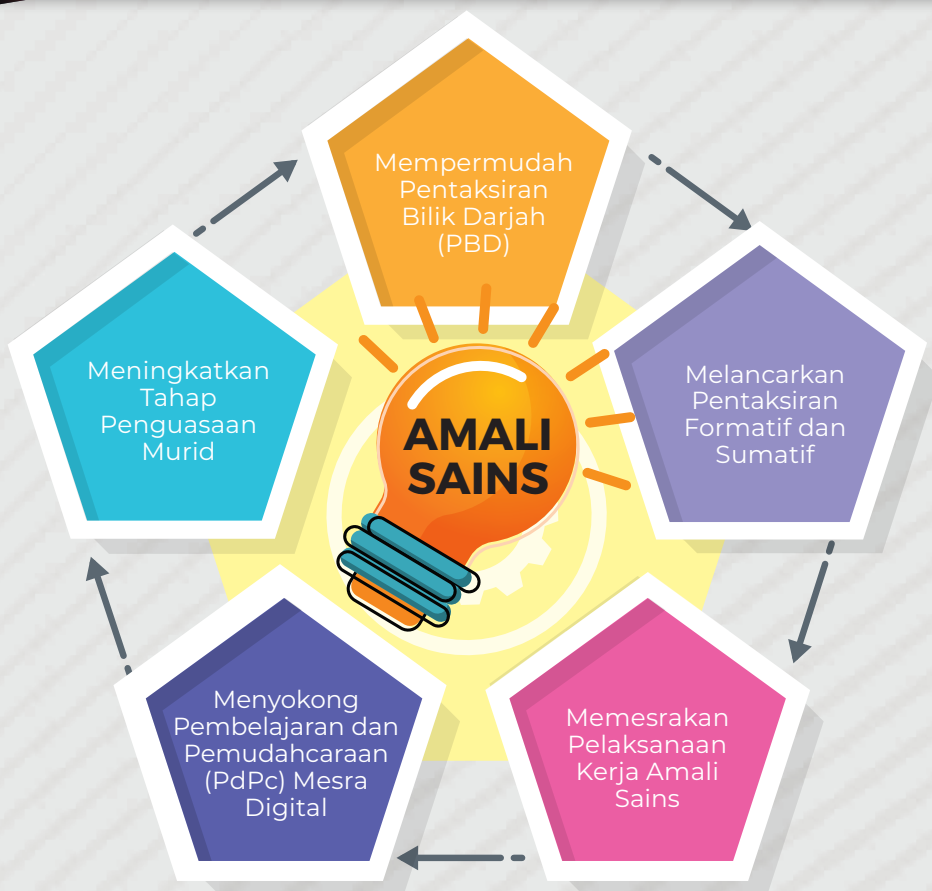 Mempermudah
Pentaksiran
Bilik Darjah
(PBD)
Melancarkan
Pentaksiran
Formatif dan
Sumatif
Memesrakan
Pelaksanaan
Kerja Amali
Sains
Menyokong
Pembelajaran dan
Pemudahcaraan
(PdPc) Mesra
Digital
Meningkatkan
Tahap
Penguasaan
Murid
AMALI
SAINS